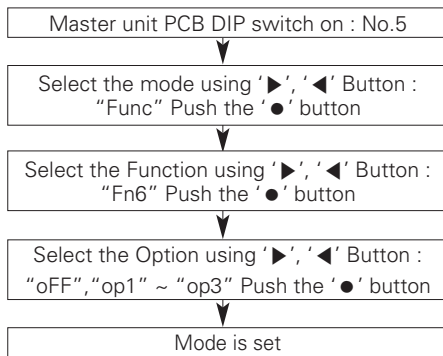 Master unit PCB DIP switch on : No.5
Select the mode using ‘▶’, ‘◀’ Button :
“Func” Push the ‘●’ button
Select the Function using ‘▶’, ‘◀’ Button :
“Fn6” Push the ‘●’ button
Select the Option using ‘▶’, ‘◀’ Button :
“oFF”,“op1” ~ “op3” Push the ‘●’ button
Mode is set